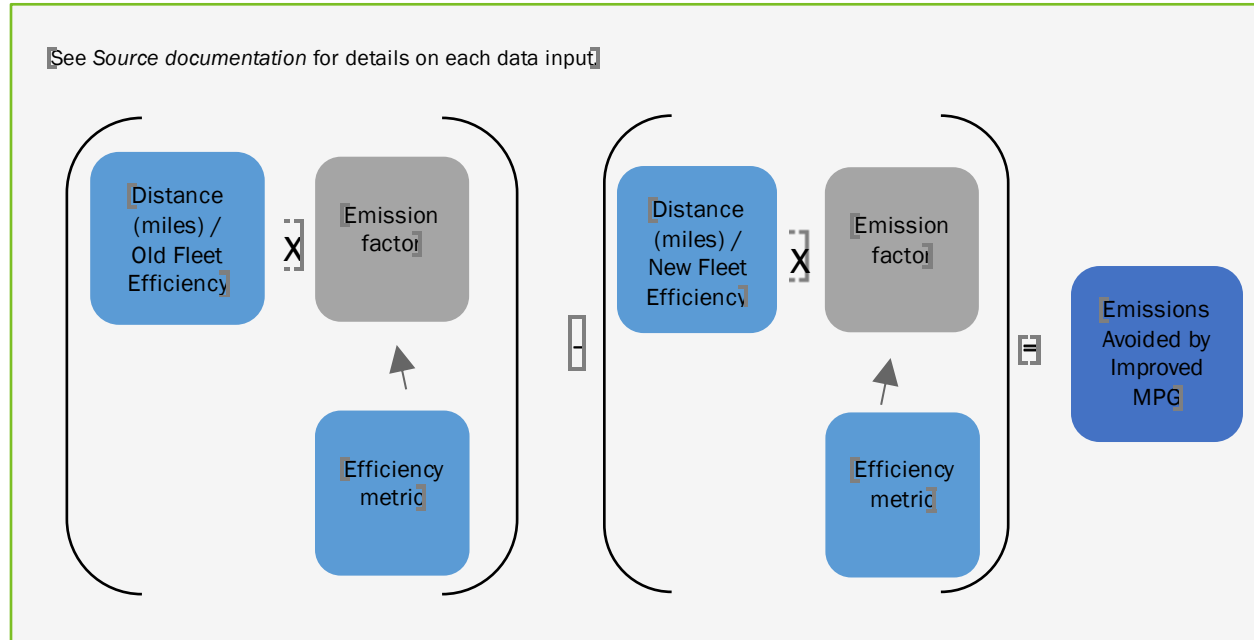 See Source documentation for details on each data input.
Distance
(miles) /
Old Fleet
Efficiency
X
Emission
factor
Efficiency
metric
-
Distance
(miles) /
New Fleet
Efficiency
X
Emission
factor
Efficiency
metric
=
Emissions
Avoided by
Improved
MPG